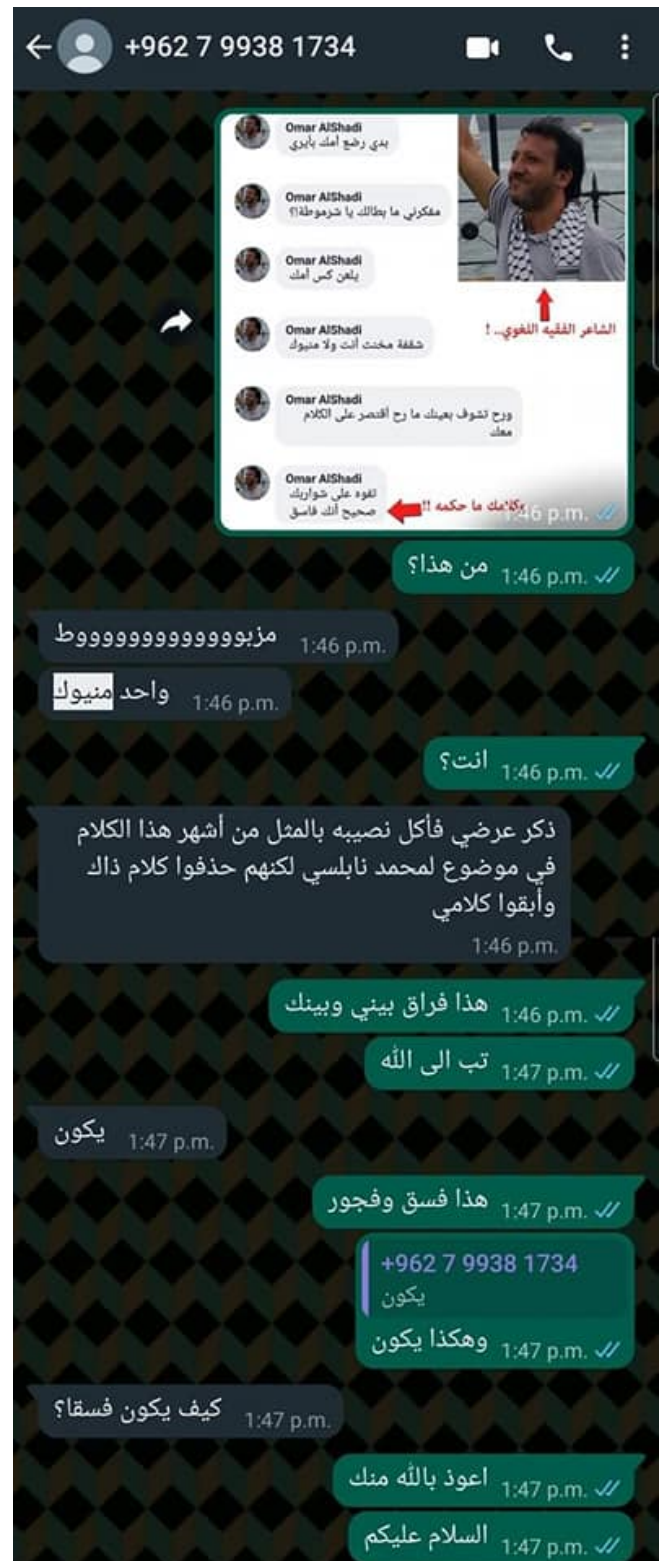 +962 7 9938 1734
Omar AlShadi
بدي رضع أمك بأيري
Omar AlShadi
مفكرني ما بطالك يا شرموطة!؟
Omar AlShadi
يلعن كس أمك
الشاعر الفقيه اللغوي.. !
Omar AlShadi
شقفة مخنث أنت ولا منيوك
Omar AlShadi
ورح تشوف بعينك ما رح أقتصر على الكلام
معك
Omar AlShadi
تفوه على شواربك
صحيح أنك فاسق
وكلامك ما حكمه !!
1:46 p.m.
من هذا؟ 1:46 p.m.
مزبووووووووووووووط 1:46 p.m.
واحد منيوك 1:46 p.m.
انت؟ 1:46 p.m.
ذكر عرضي فأكل نصيبه بالمثل من أشهر هذا الكلام
في موضوع لمحمد نابلسي لكنهم حذفوا كلام ذاك
وأبقوا كلامي
1:46 p.m.
هذا فراق بيني وبينك 1:46 p.m.
تب الى الله 1:47 p.m.
يكون 1:47 p.m.
هذا فسق وفجور 1:47 p.m.
+962 7 9938 1734
يكون
وهكذا يكون 1:47 p.m.
كيف يكون فسقا؟ 1:47 p.m.
اعوذ بالله منك 1:47 p.m.
السلام عليكم 1:47 p.m.